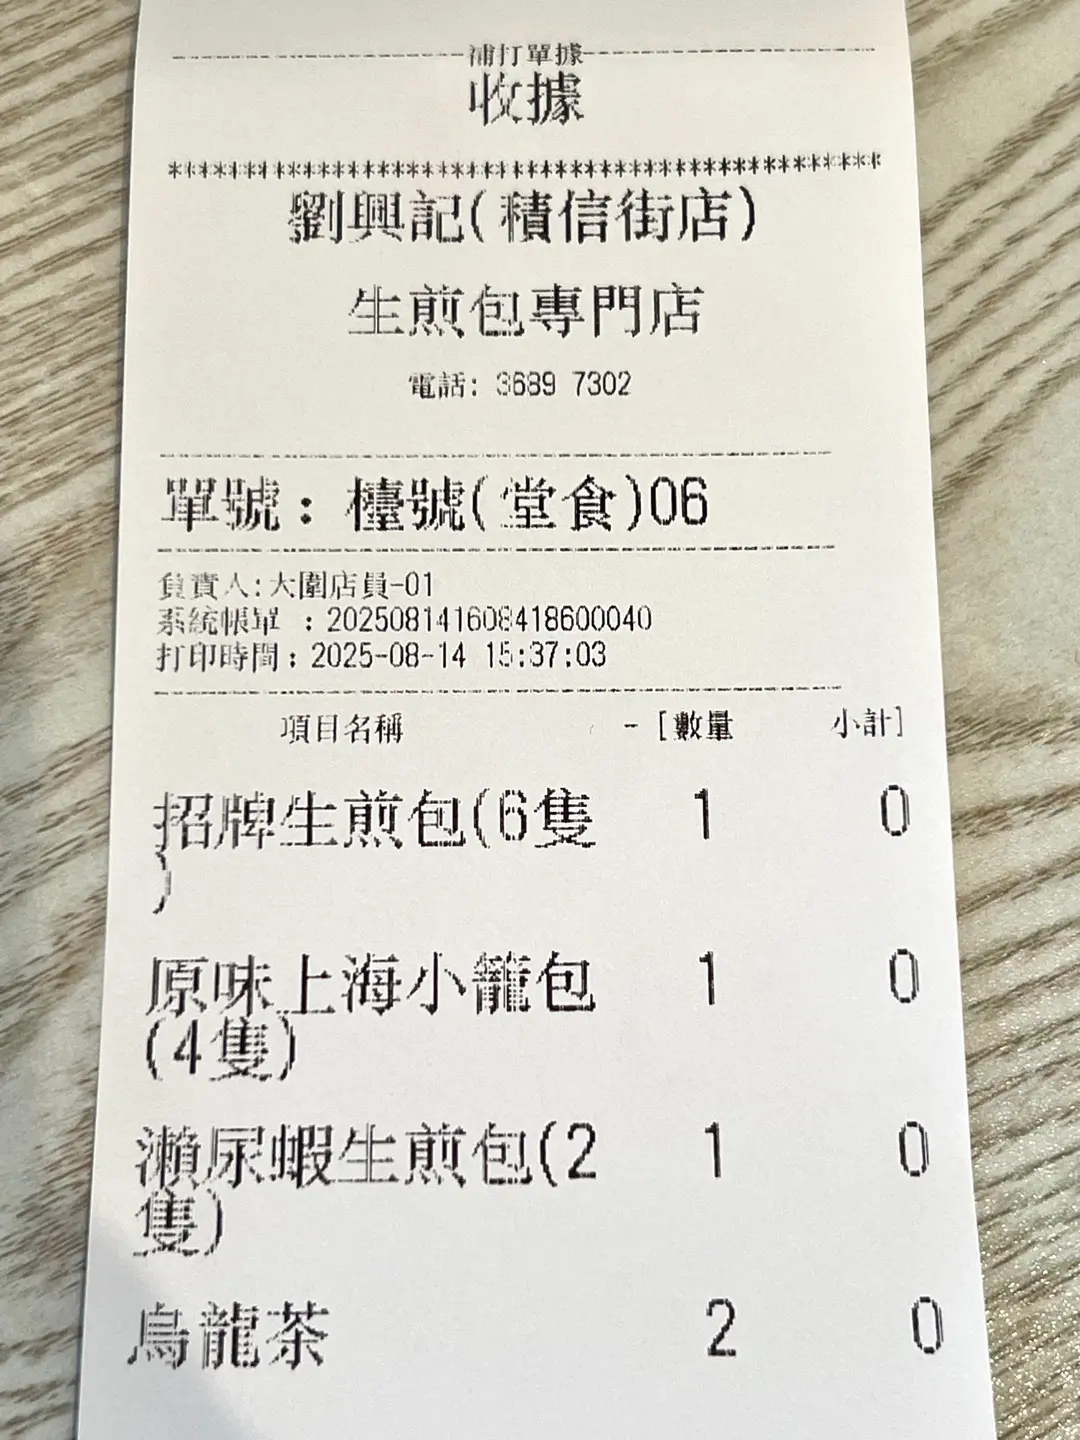 補打單據
收據
************************************************
劉興記(積信街店)
生煎包專門店
電話: 3689 7302
單號: 檯號(堂食)06
負責人:大圍店員-01
系統帳單 :202508141608418600040
打印時間:2025-08-14 15:37:03
項目名稱 -[數量 小計]
招牌生煎包(6隻 1 0
)
原味上海小籠包 1 0
(4隻)
瀨尿蝦生煎包(2 1 0
隻)
烏龍茶 2 0